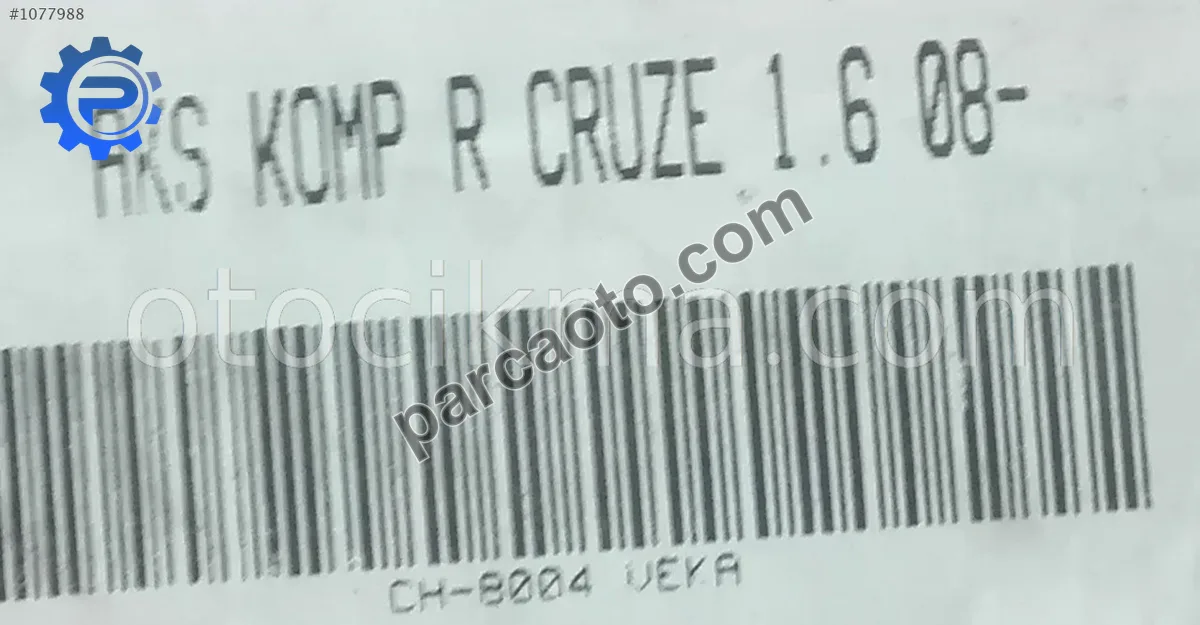 #1077988
AKS KOMP R CRUZE 1.6 08-
otocikma.com
parcaoto.com
CH-8004 VEKA